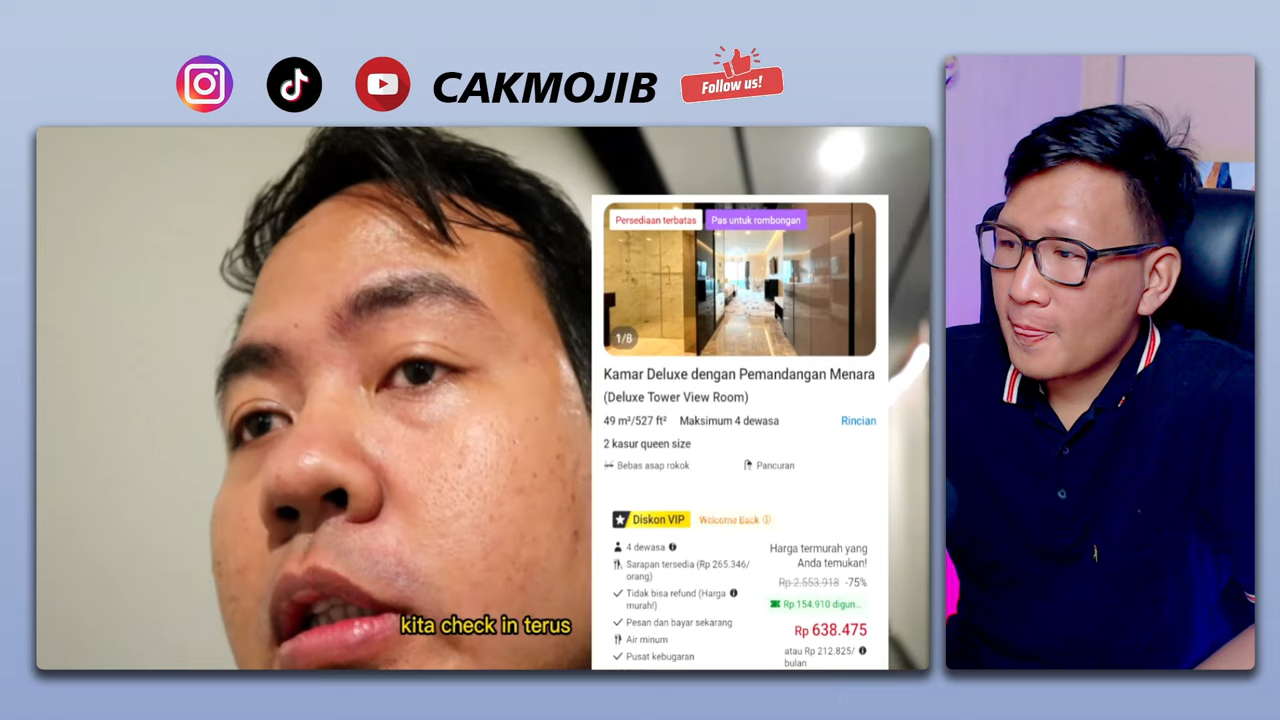 CAKMOJIB
Follow us!
Persediaan terbatas
Pas untuk rombongan
1/8
Kamar Deluxe dengan Pemandangan Menara
(Deluxe Tower View Room)
49 m²/527 ft² Maksimum 4 dewasa Rincian
2 kasur queen size
Bebas asap rokok Pancuran
Diskon VIP Welcome Back
4 dewasa
Sarapan tersedia (Rp 265.346/
orang)
Tidak bisa refund (Harga
murah!)
Pesan dan bayar sekarang
Air minum
Pusat kebugaran
Harga termurah yang
Anda temukan!
Rp 2.553.918 -75%
Rp 154.910 digun...
Rp 638.475
atau Rp 212.825/
bulan
kita check in terus